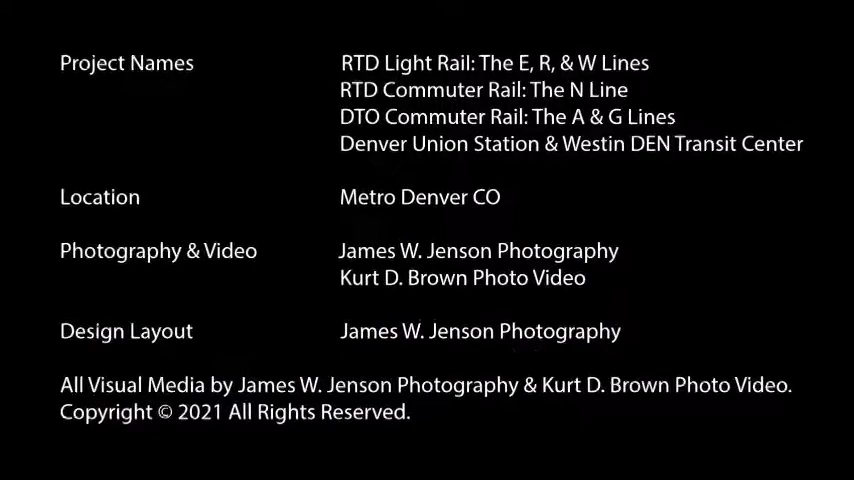 Project Names RTD Light Rail: The E, R, & W Lines
RTD Commuter Rail: The N Line
DTO Commuter Rail: The A & G Lines
Denver Union Station & Westin DEN Transit Center
Location Metro Denver CO
Photography & Video James W. Jenson Photography
Kurt D. Brown Photo Video
Design Layout James W. Jenson Photography
All Visual Media by James W. Jenson Photography & Kurt D. Brown Photo Video.
Copyright © 2021 All Rights Reserved.